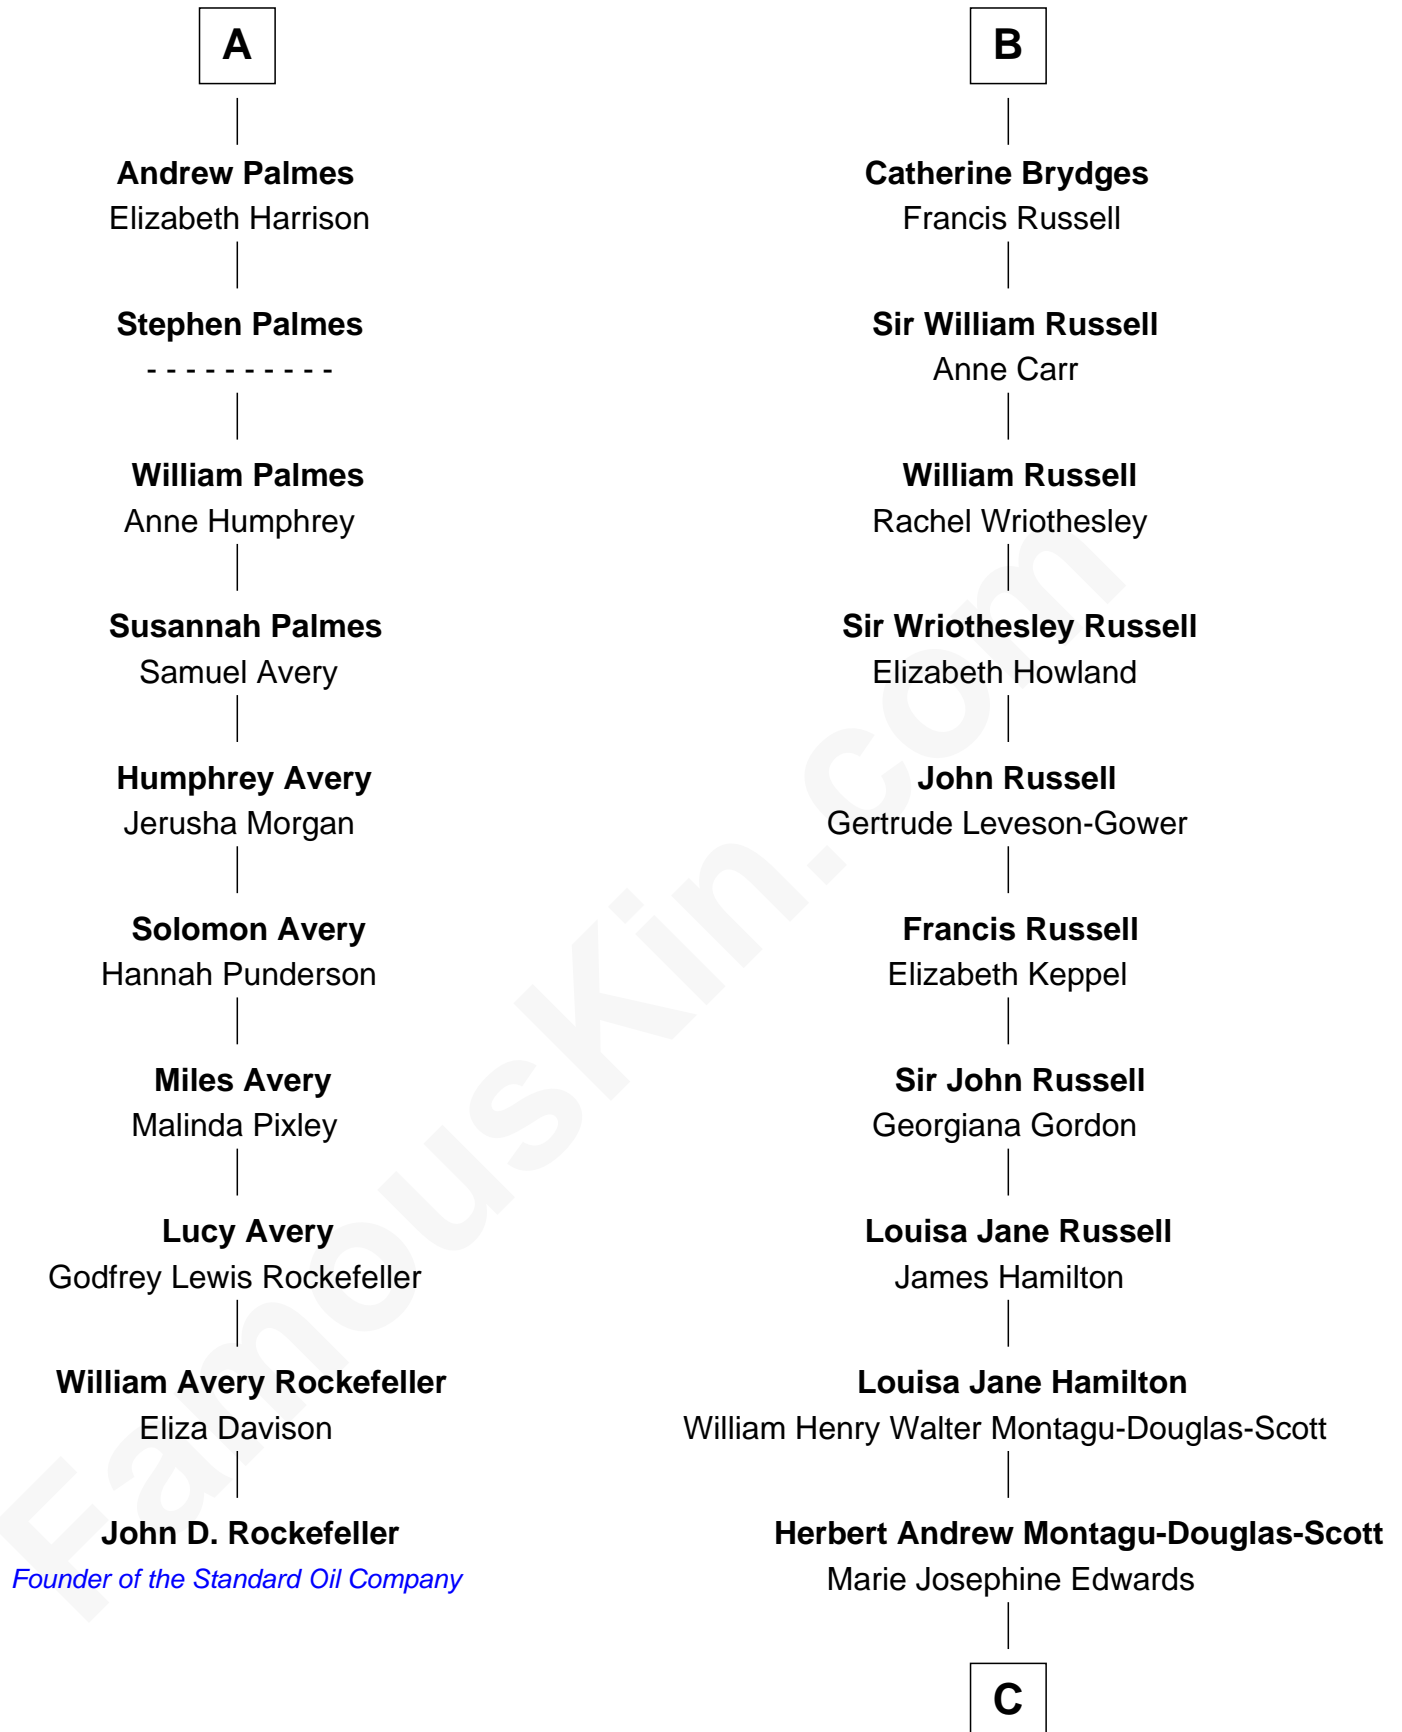 A
Andrew Palmes
Elizabeth Harrison
Stephen Palmes
- - - - - - - - - -
William Palmes
Anne Humphrey
Susannah Palmes
Samuel Avery
Humphrey Avery
Jerusha Morgan
Solomon Avery
Hannah Punderson
Miles Avery
Malinda Pixley
Lucy Avery
Godfrey Lewis Rockefeller
William Avery Rockefeller
Eliza Davison
John D. Rockefeller
Founder of the Standard Oil Company
B
Catherine Brydges
Francis Russell
Sir William Russell
Anne Carr
William Russell
Rachel Wriothesley
Sir Wriothesley Russell
Elizabeth Howland
John Russell
Gertrude Leveson-Gower
Francis Russell
Elizabeth Keppel
Sir John Russell
Georgiana Gordon
Louisa Jane Russell
James Hamilton
Louisa Jane Hamilton
William Henry Walter Montagu-Douglas-Scott
Herbert Andrew Montagu-Douglas-Scott
Marie Josephine Edwards
C
FamousKin.com